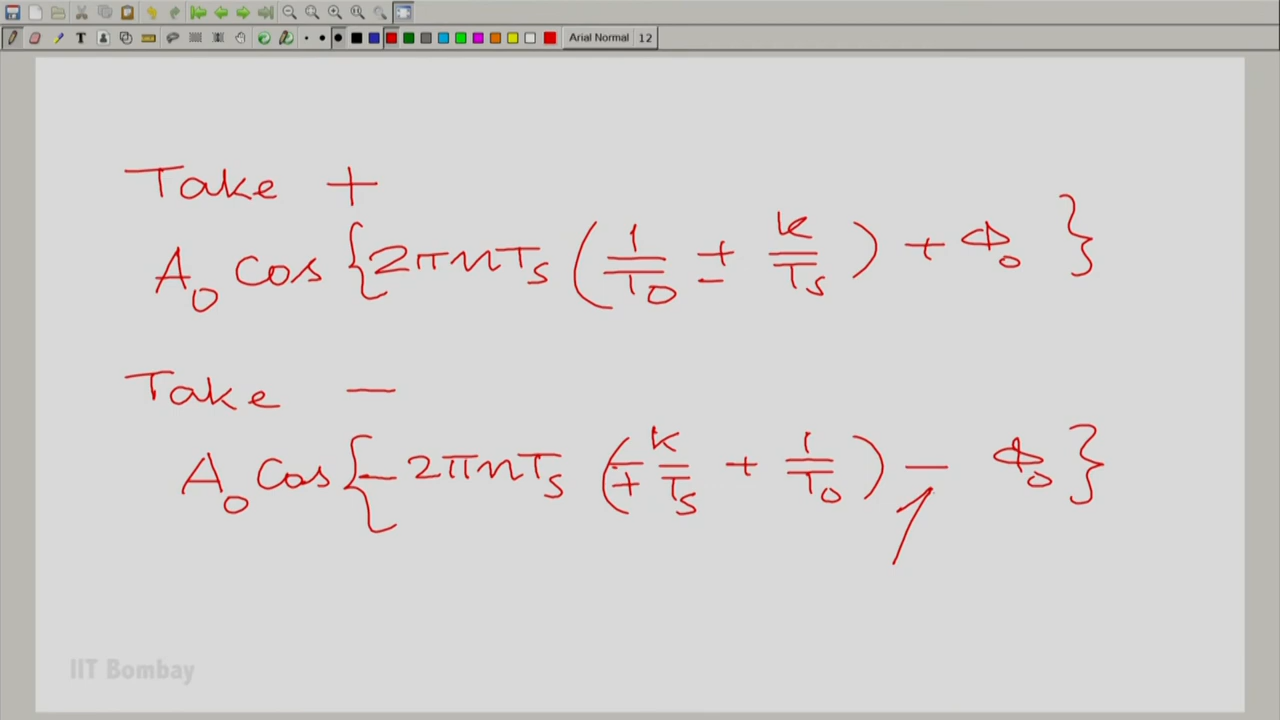 Arial Normal 12
Take +
A₀ cos {2πnTₛ (1/T₀ ± k/Tₛ) + Φ₀}
Take −
A₀ cos {− 2πnTₛ (∓ k/Tₛ + 1/T₀) − Φ₀}
IIT Bombay